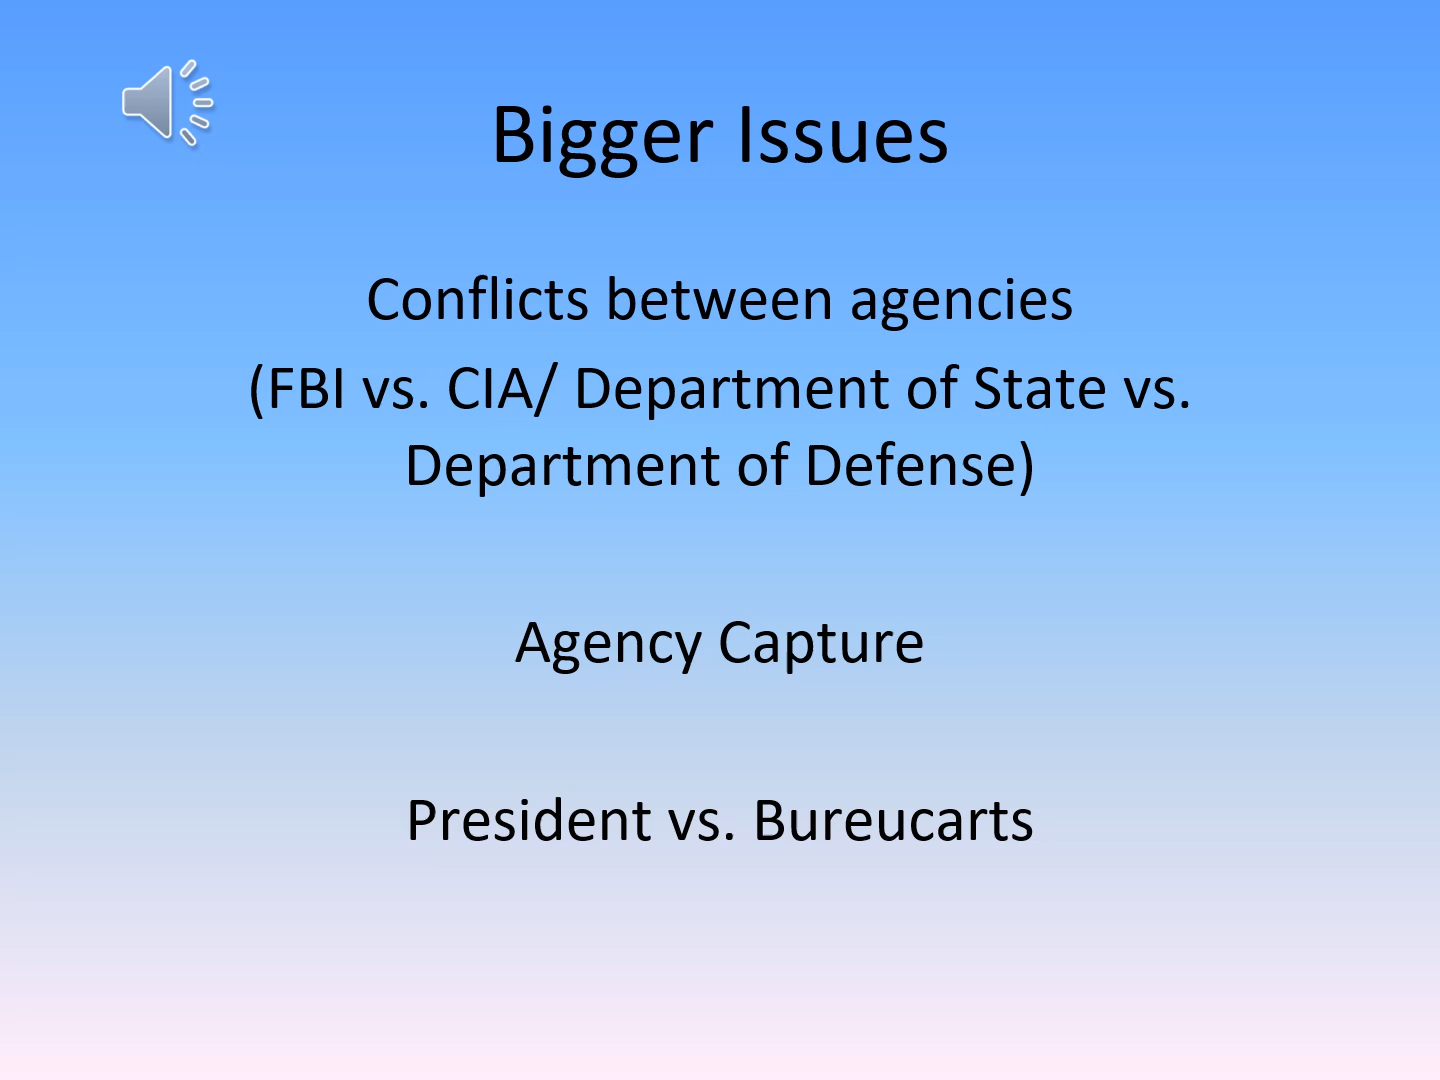 Bigger Issues
Conflicts between agencies
(FBI vs. CIA/ Department of State vs.
Department of Defense)
Agency Capture
President vs. Bureucarts